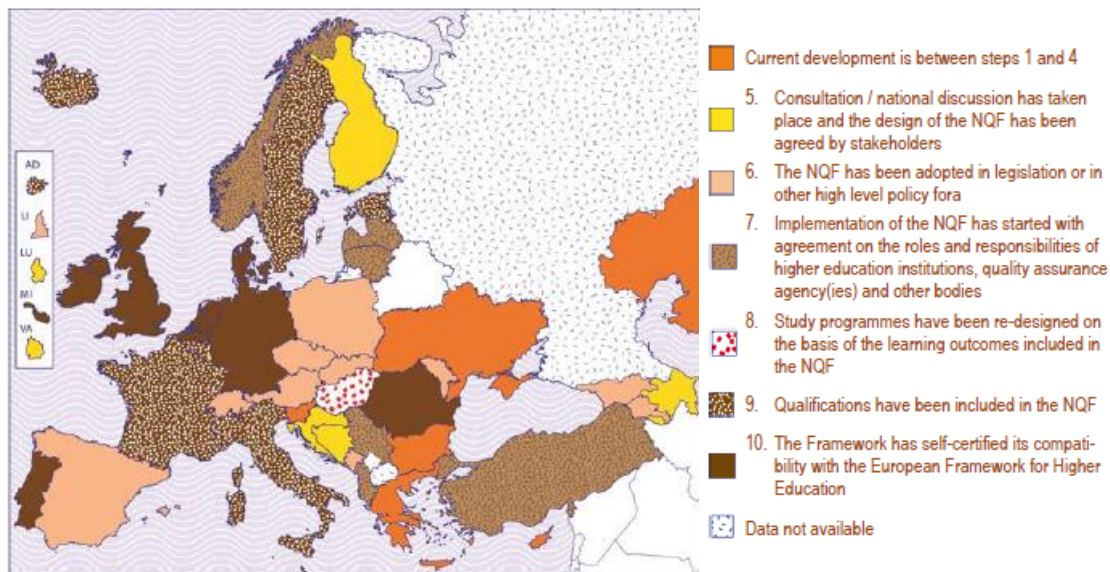 AD
LI
LU
MT
VA
Current development is between steps 1 and 4
5. Consultation / national discussion has taken
place and the design of the NQF has been
agreed by stakeholders
6. The NQF has been adopted in legislation or in
other high level policy fora
7. Implementation of the NQF has started with
agreement on the roles and responsibilities of
higher education institutions, quality assurance
agency(ies) and other bodies
8. Study programmes have been re-designed on
the basis of the learning outcomes included in
the NQF
9. Qualifications have been included in the NQF
10. The Framework has self-certified its compati-
bility with the European Framework for Higher
Education
Data not available